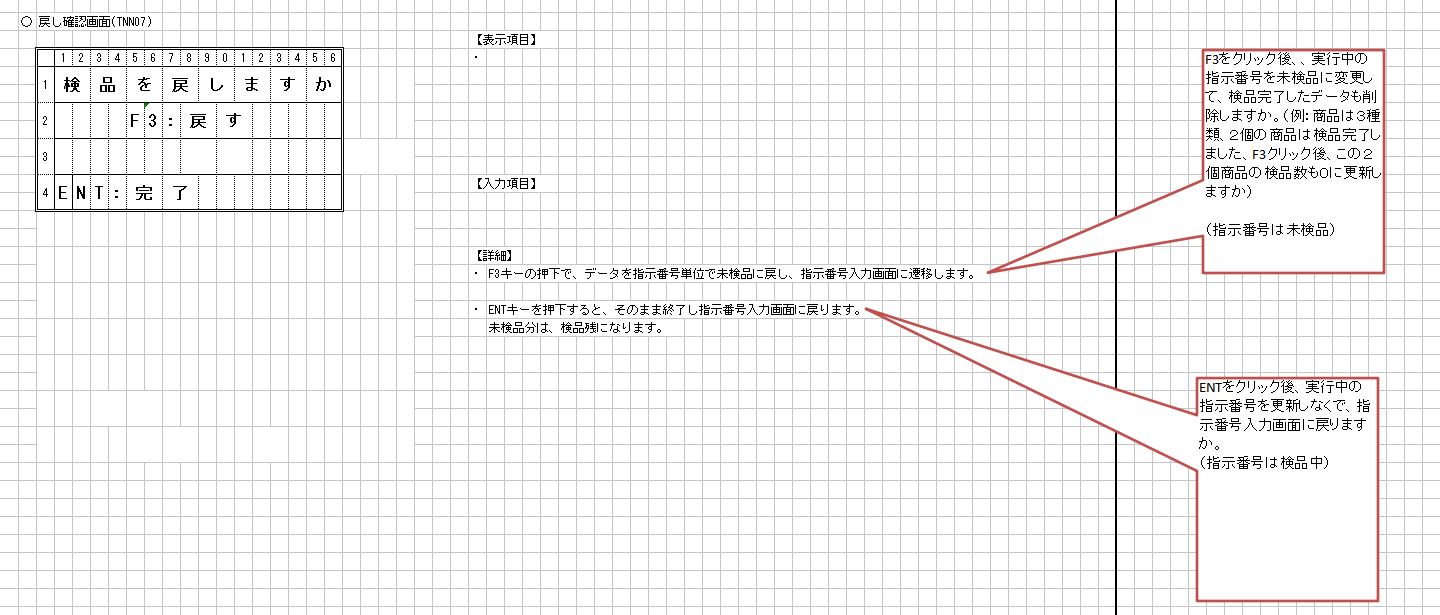 ○ 戻し確認画面(TNN07)
1 2 3 4 5 6 7 8 9 0 1 2 3 4 5 6
1 検品を戻しますか
2 F3:戻す
3
4 ENT:完了
【表示項目】
・
【入力項目】
【詳細】
・ F3キーの押下で、データを指示番号単位で未検品に戻し、指示番号入力画面に遷移します。
・ ENTキーを押下すると、そのまま終了し指示番号入力画面に戻ります。
未検品分は、検品残になります。
F3をクリック後、、実行中の
指示番号を未検品に変更し
て、検品完了したデータも削
除しますか。（例：商品は３種
類、２個の商品は検品完了し
ました、F3クリック後、この２
個商品の検品数も0に更新し
ますか）
（指示番号は未検品）
ENTをクリック後、実行中の
指示番号を更新しなくで、指
示番号入力画面に戻ります
か。
（指示番号は検品中）